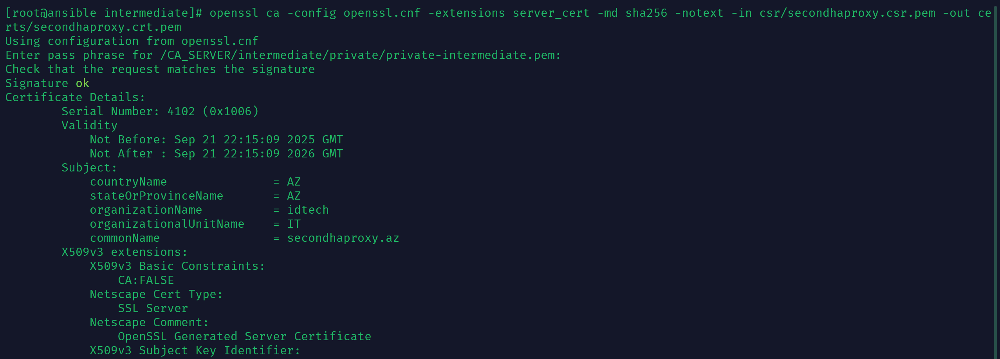 [root@ansible intermediate]# openssl ca -config openssl.cnf -extensions server_cert -md sha256 -notext -in csr/secondhaproxy.csr.pem -out ce
rts/secondhaproxy.crt.pem
Using configuration from openssl.cnf
Enter pass phrase for /CA_SERVER/intermediate/private/private-intermediate.pem:
Check that the request matches the signature
Signature ok
Certificate Details:
        Serial Number: 4102 (0x1006)
        Validity
            Not Before: Sep 21 22:15:09 2025 GMT
            Not After : Sep 21 22:15:09 2026 GMT
        Subject:
            countryName               = AZ
            stateOrProvinceName       = AZ
            organizationName          = idtech
            organizationalUnitName    = IT
            commonName                = secondhaproxy.az
        X509v3 extensions:
            X509v3 Basic Constraints:
                CA:FALSE
            Netscape Cert Type:
                SSL Server
            Netscape Comment:
                OpenSSL Generated Server Certificate
            X509v3 Subject Key Identifier: